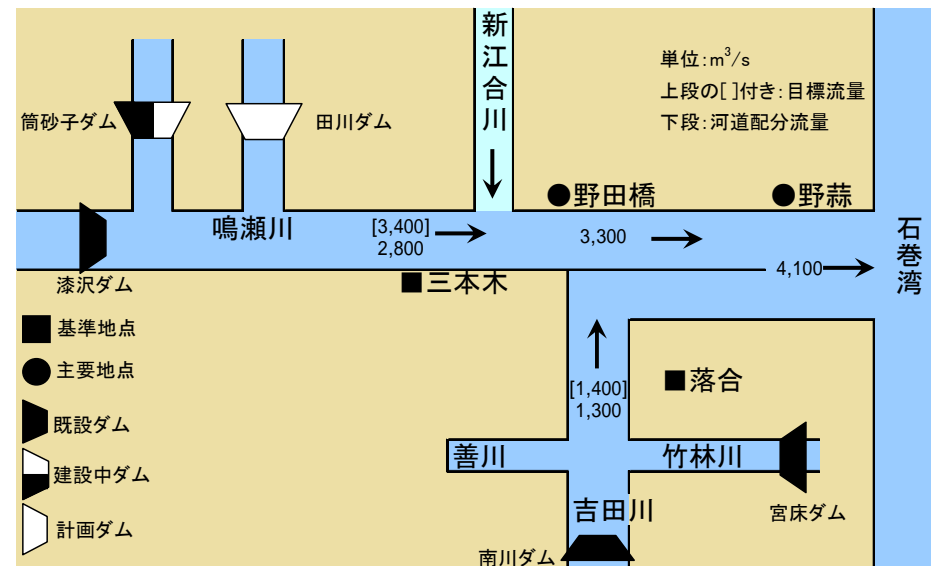 新江合川
単位:m³/s
上段の[ ]付き:目標流量
下段:河道配分流量
筒砂子ダム
田川ダム
●野田橋
●野蒜
鳴瀬川
[3,400]
2,800
3,300
4,100
石巻湾
漆沢ダム
■三本木
基準地点
主要地点
既設ダム
建設中ダム
計画ダム
[1,400]
1,300
■落合
善川
竹林川
吉田川
宮床ダム
南川ダム